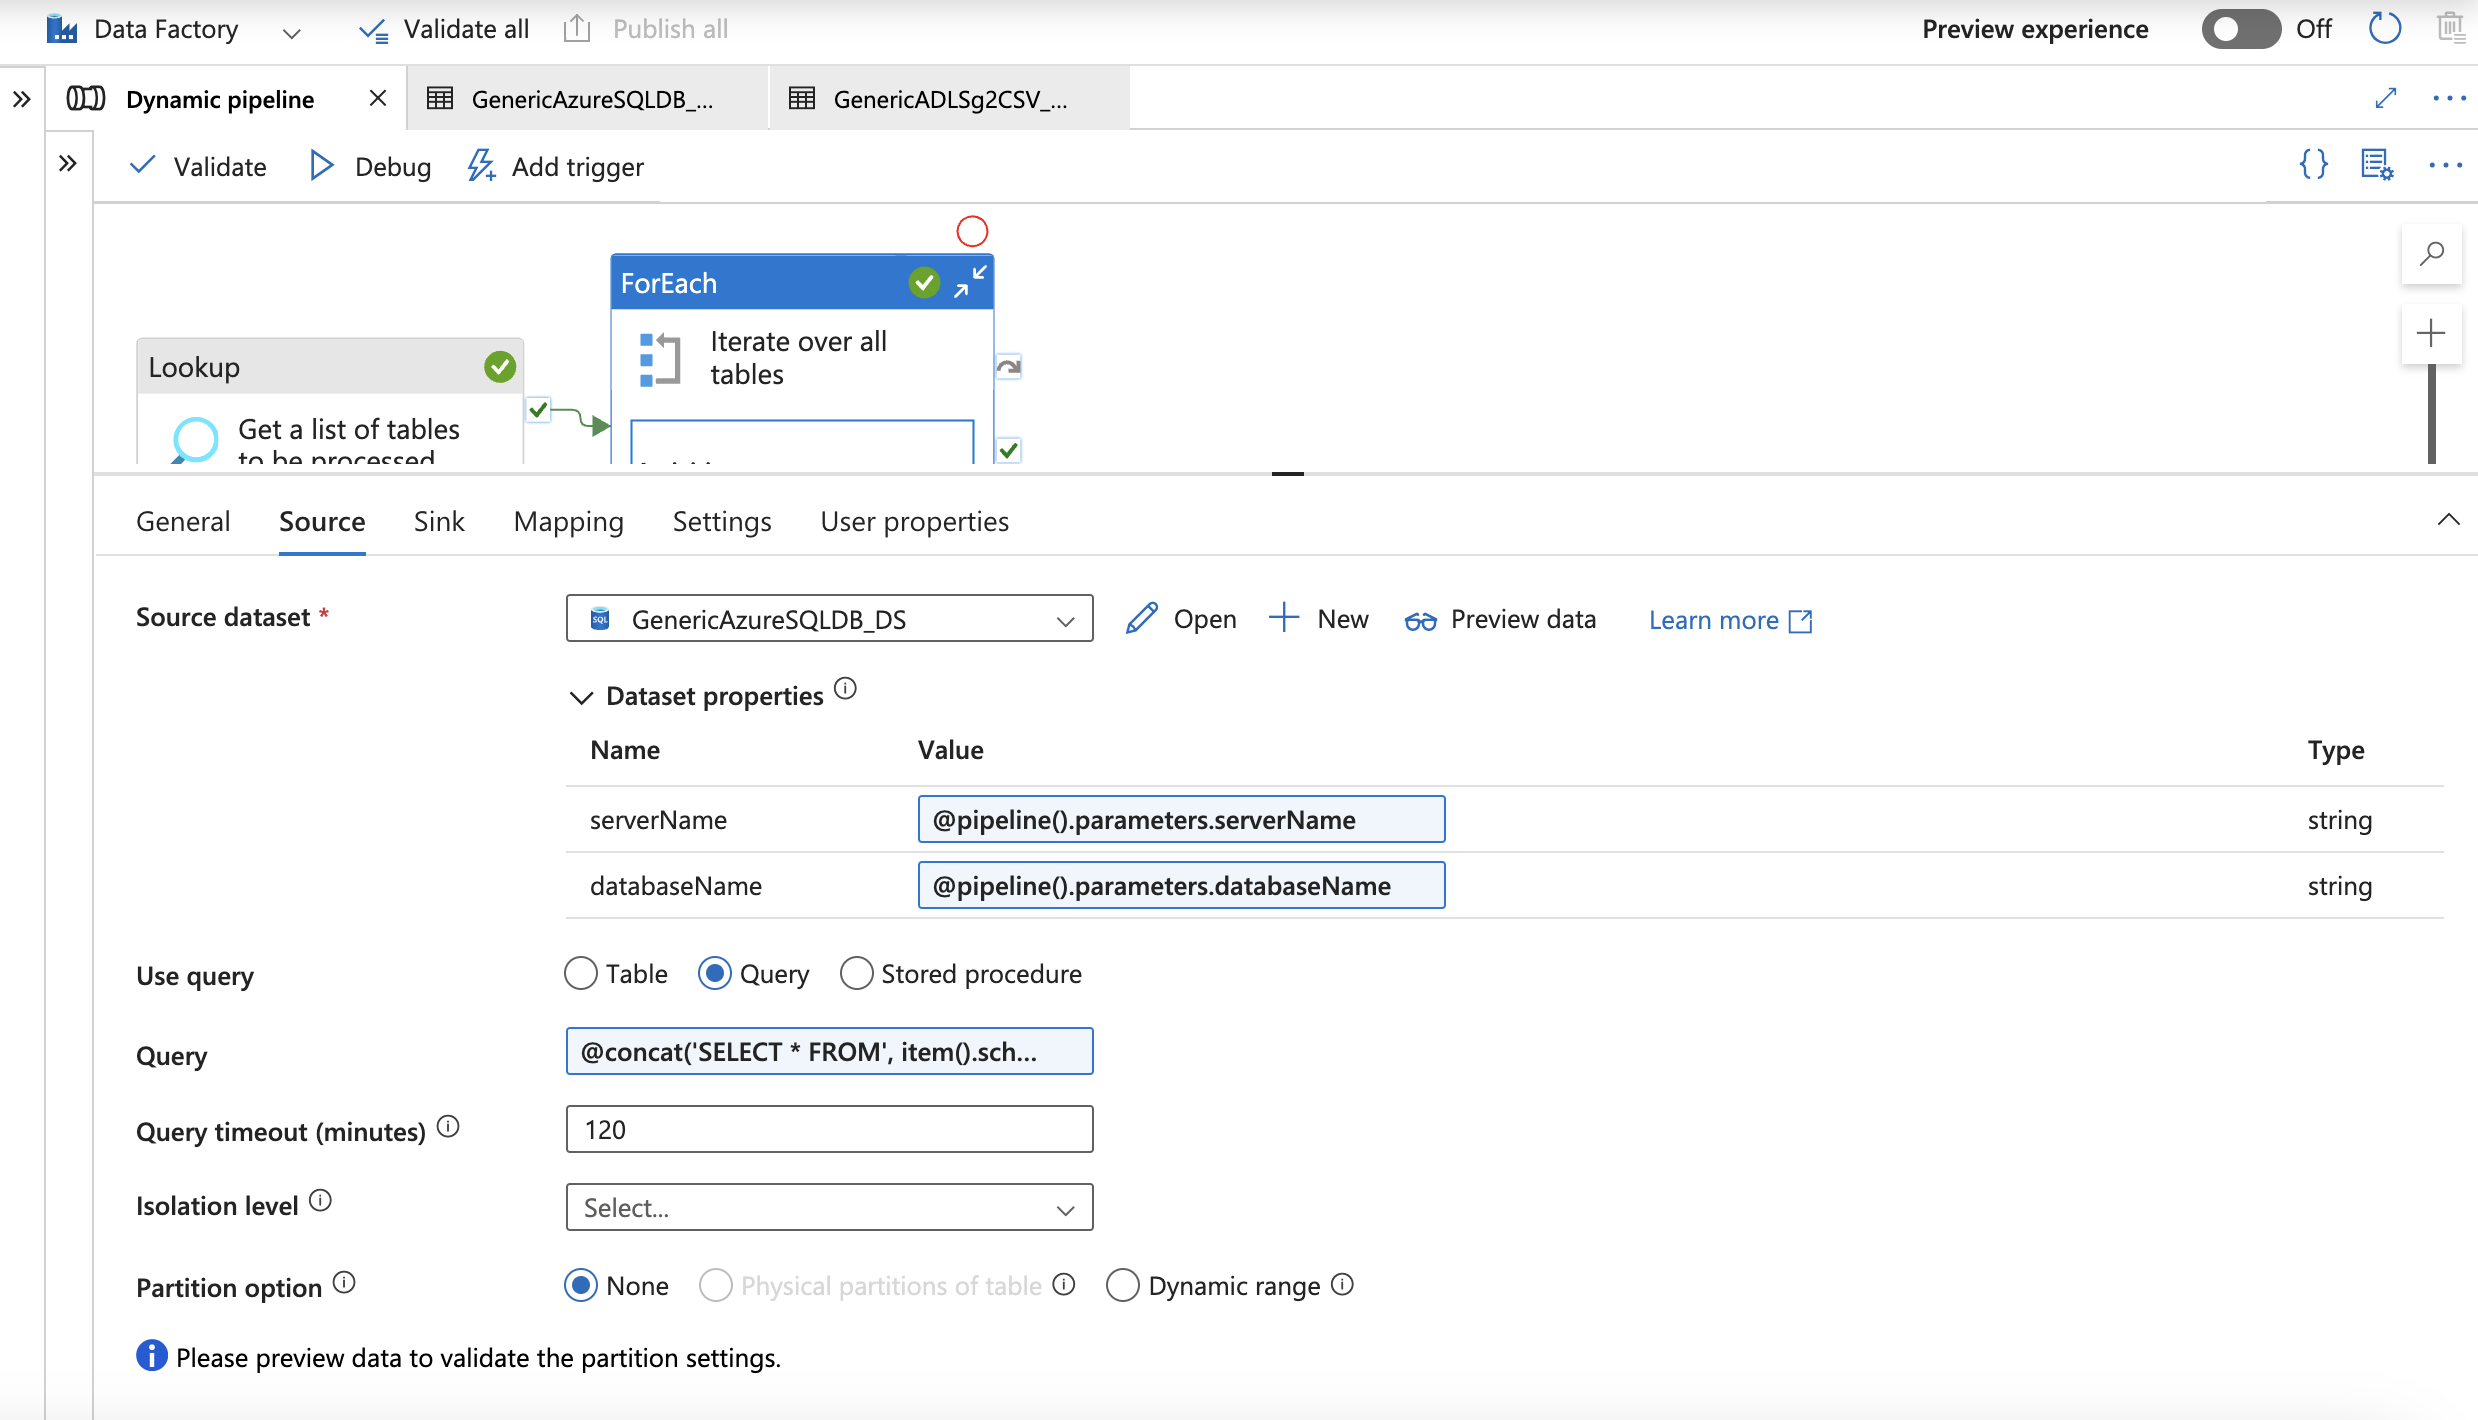 Data Factory Validate all Publish all Preview experience Off
Dynamic pipeline GenericAzureSQLDB_... GenericADLSg2CSV_...
Validate Debug Add trigger
ForEach
Iterate over all
tables
Lookup
Get a list of tables
to be processed
General Source Sink Mapping Settings User properties
Source dataset * GenericAzureSQLDB_DS Open New Preview data Learn more
Dataset properties
Name Value Type
serverName @pipeline().parameters.serverName string
databaseName @pipeline().parameters.databaseName string
Use query Table Query Stored procedure
Query @concat('SELECT * FROM', item().sch...
Query timeout (minutes) 120
Isolation level Select...
Partition option None Physical partitions of table Dynamic range
Please preview data to validate the partition settings.